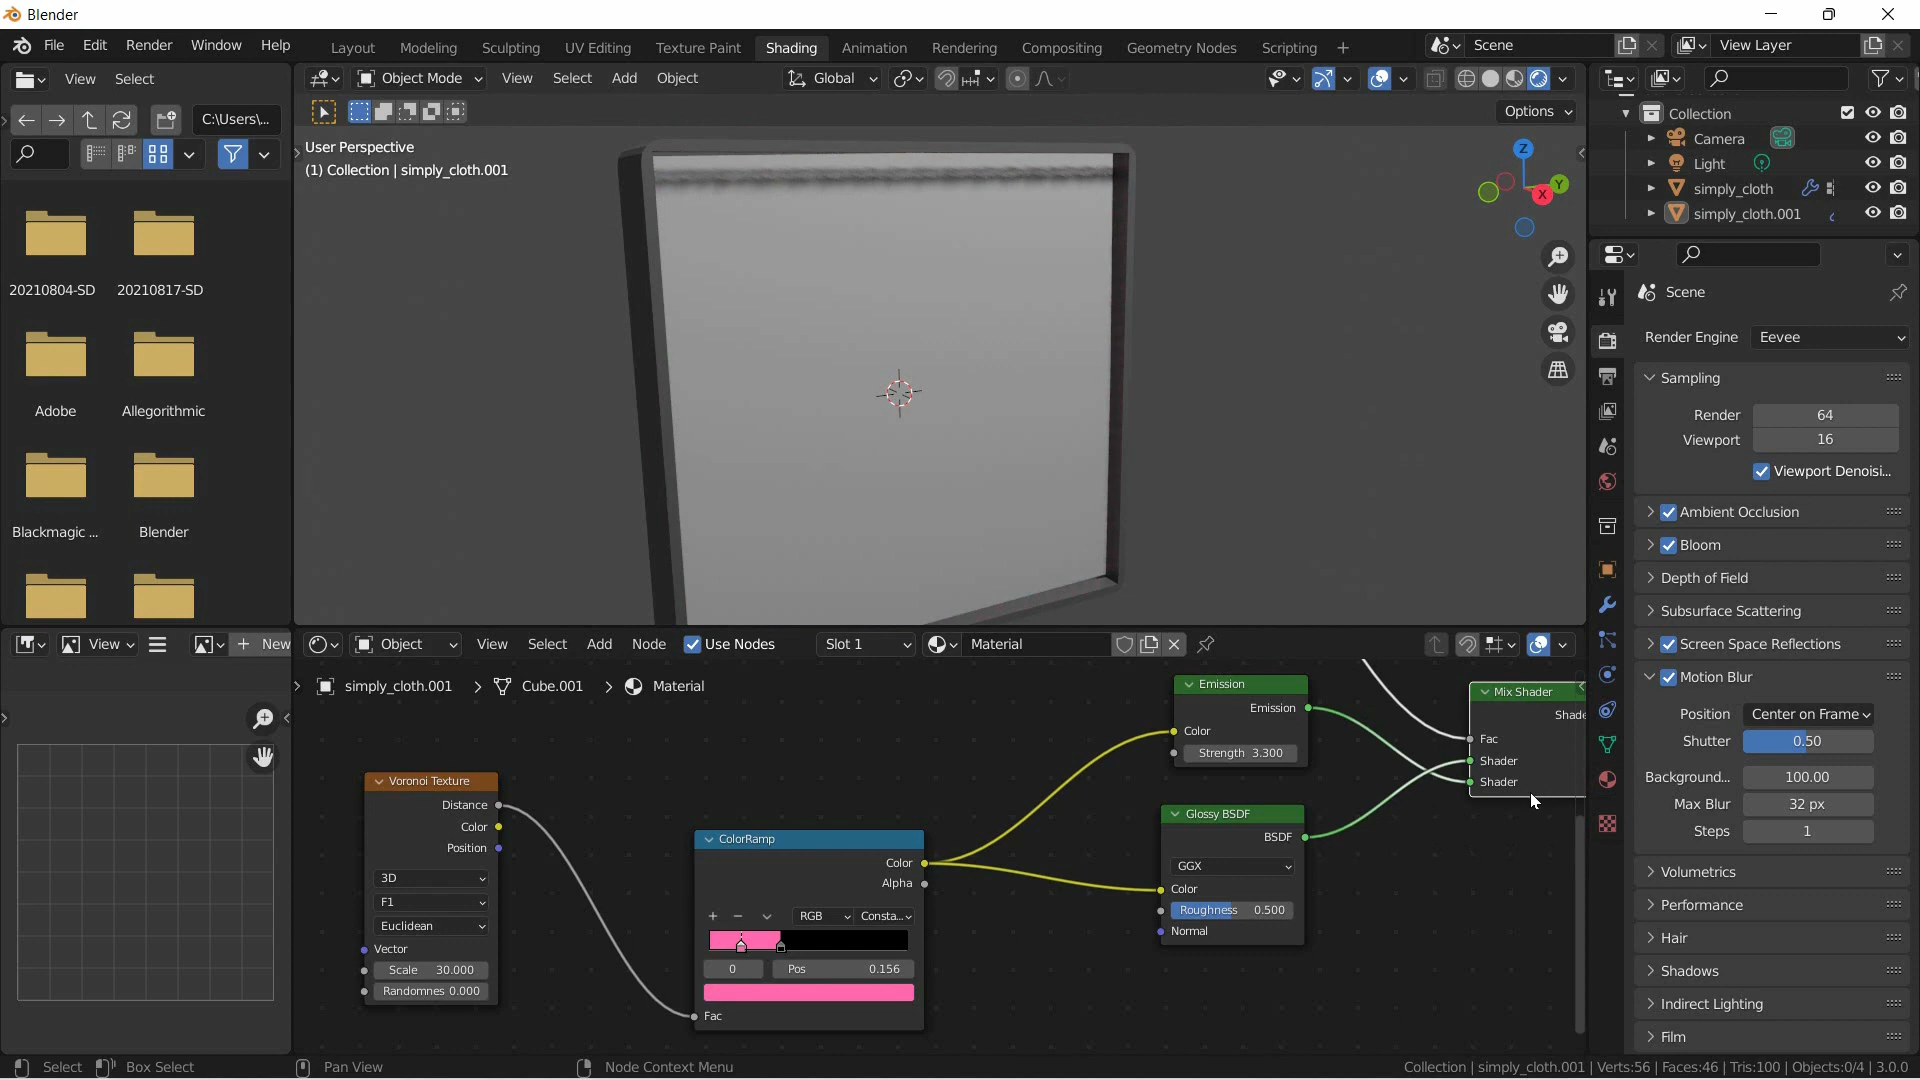 Blender
File Edit Render Window Help
Layout Modeling Sculpting UV Editing Texture Paint Shading Animation Rendering Compositing Geometry Nodes Scripting +
Scene
View Layer
View Select
Object Mode View Select Add Object
Global
C:\Users\...
Options
User Perspective
(1) Collection | simply_cloth.001
Z
Y
X
20210804-SD 20210817-SD
Adobe Allegorithmic
Blackmagic ... Blender
Collection
Camera
Light
simply_cloth
simply_cloth.001
Scene
Render Engine Eevee
Sampling
Render 64
Viewport 16
Viewport Denoisi...
Ambient Occlusion
Bloom
Depth of Field
Subsurface Scattering
Screen Space Reflections
Motion Blur
Position Center on Frame
Shutter 0.50
Background... 100.00
Max Blur 32 px
Steps 1
Volumetrics
Performance
Hair
Shadows
Indirect Lighting
Film
View
+ New
Object View Select Add Node Use Nodes Slot 1 Material
simply_cloth.001 > Cube.001 > Material
Voronoi Texture
Distance
Color
Position
3D
F1
Euclidean
Vector
Scale 30.000
Randomnes 0.000
ColorRamp
Color
Alpha
+ − RGB Consta...
0 Pos 0.156
Fac
Emission
Emission
Color
Strength 3.300
Glossy BSDF
BSDF
GGX
Color
Roughness 0.500
Normal
Mix Shader
Shade
Fac
Shader
Shader
Select Box Select Pan View Node Context Menu
Collection | simply_cloth.001 | Verts:56 | Faces:46 | Tris:100 | Objects:0/4 | 3.0.0